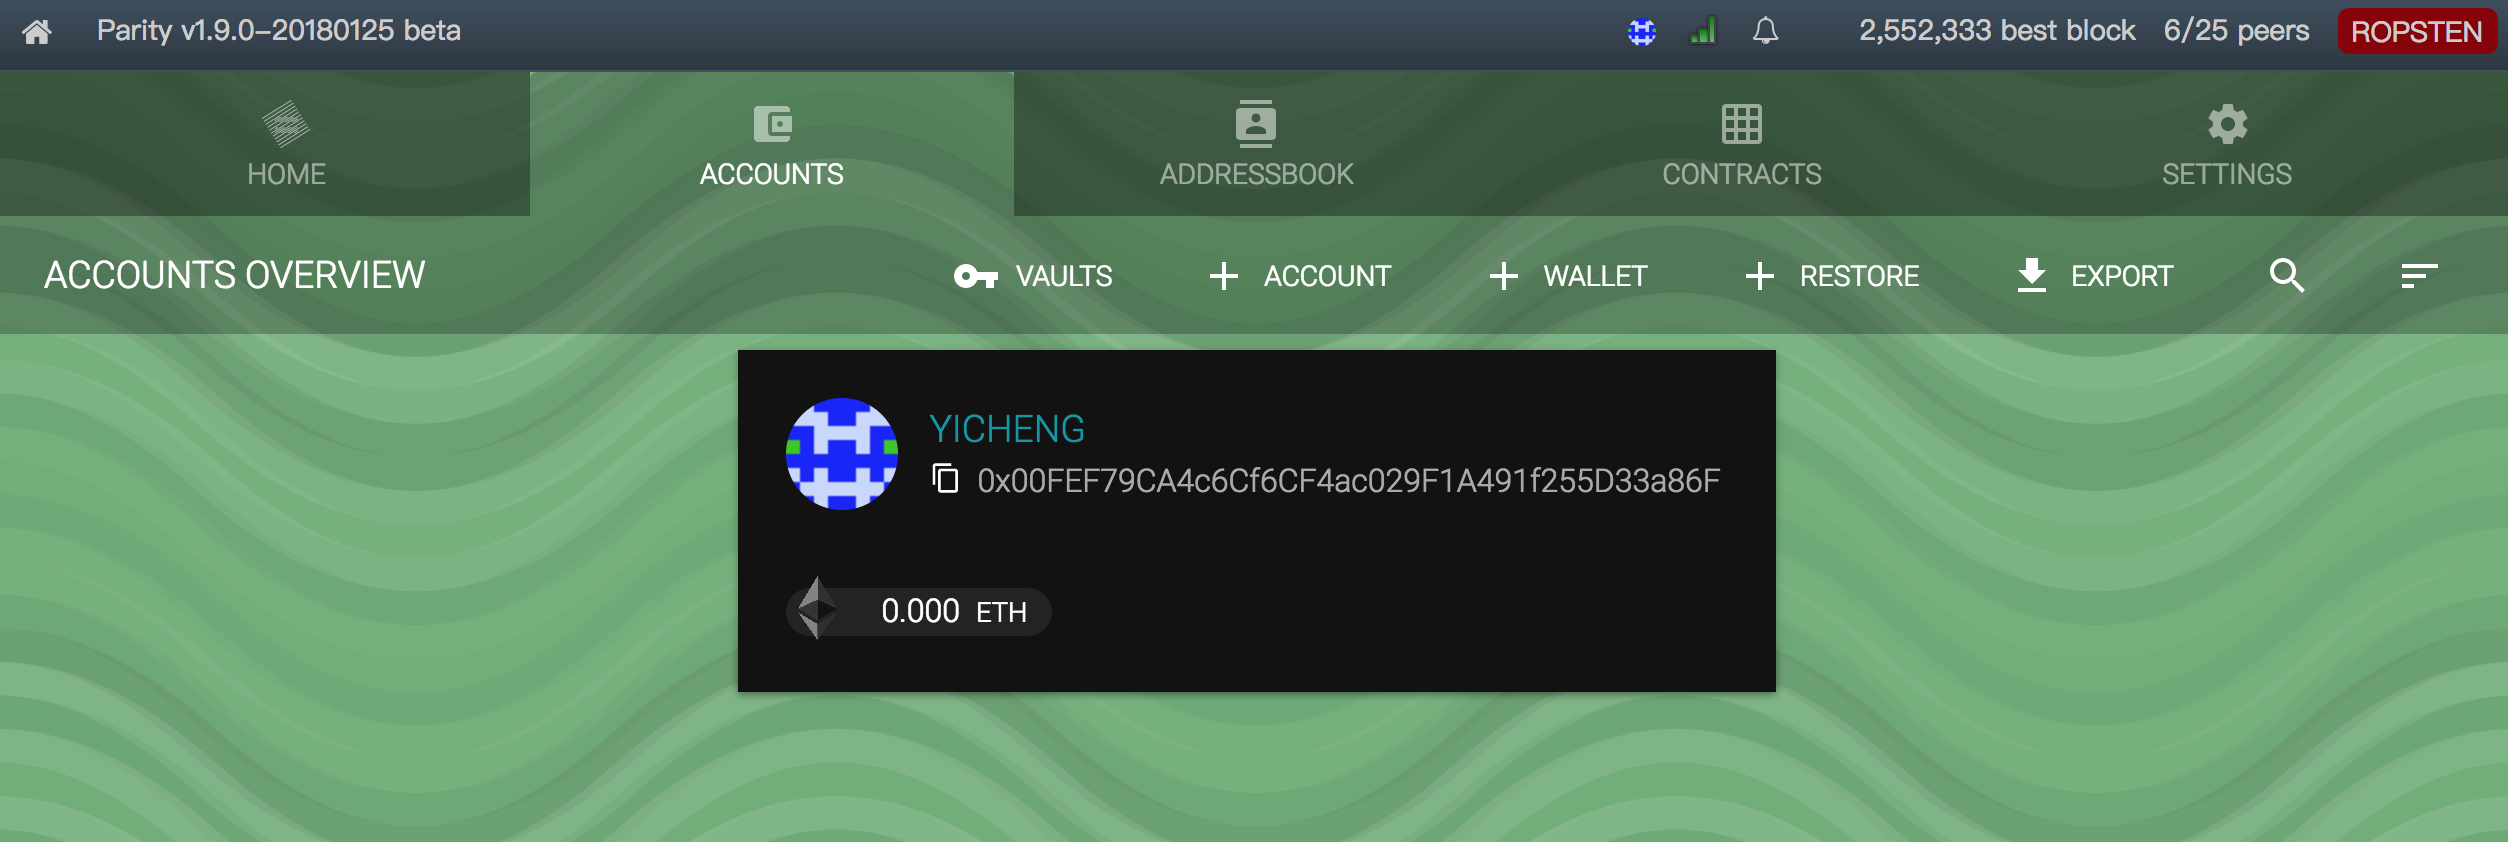 Parity v1.9.0-20180125 beta
2,552,333 best block 6/25 peers ROPSTEN
HOME
ACCOUNTS
ADDRESSBOOK
CONTRACTS
SETTINGS
ACCOUNTS OVERVIEW
VAULTS
ACCOUNT
WALLET
RESTORE
EXPORT
YICHENG
0x00FEF79CA4c6Cf6CF4ac029F1A491f255D33a86F
0.000 ETH